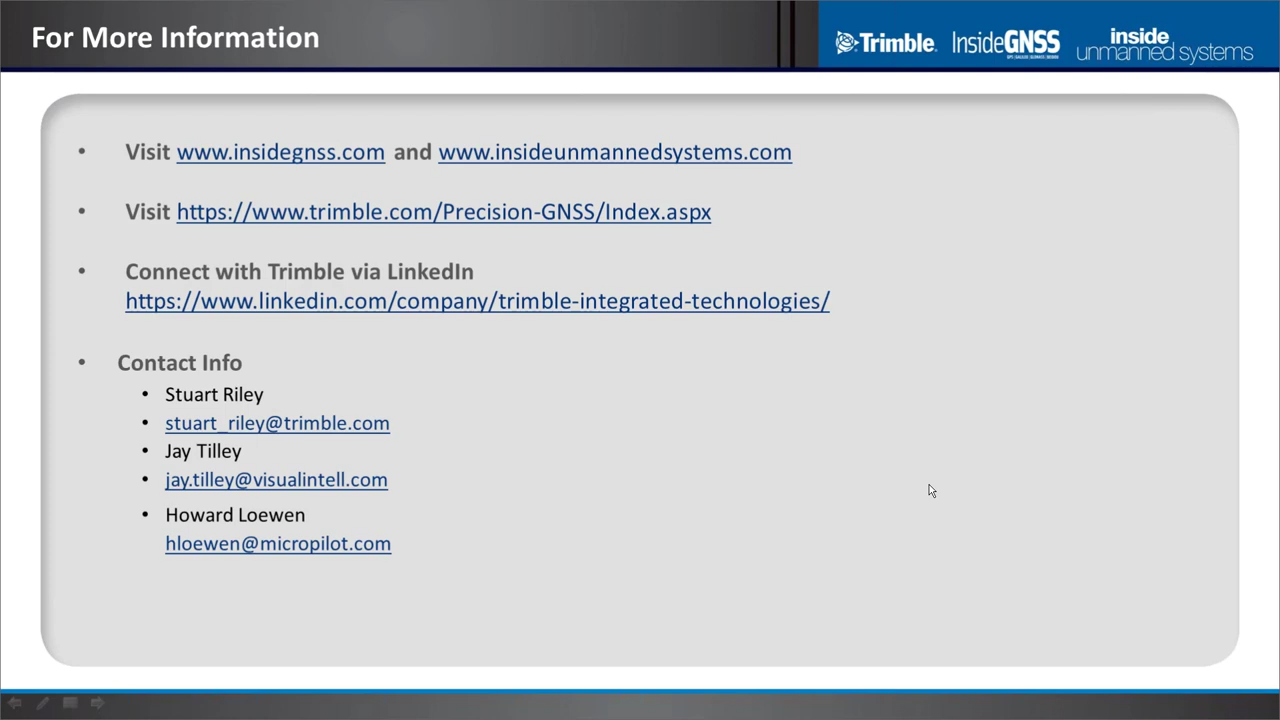 For More Information
Trimble InsideGNSS inside
unmanned systems
• Visit www.insidegnss.com and www.insideunmannedsystems.com
• Visit https://www.trimble.com/Precision-GNSS/Index.aspx
• Connect with Trimble via LinkedIn
https://www.linkedin.com/company/trimble-integrated-technologies/
• Contact Info
• Stuart Riley
• stuart_riley@trimble.com
• Jay Tilley
• jay.tilley@visualintell.com
• Howard Loewen
hloewen@micropilot.com